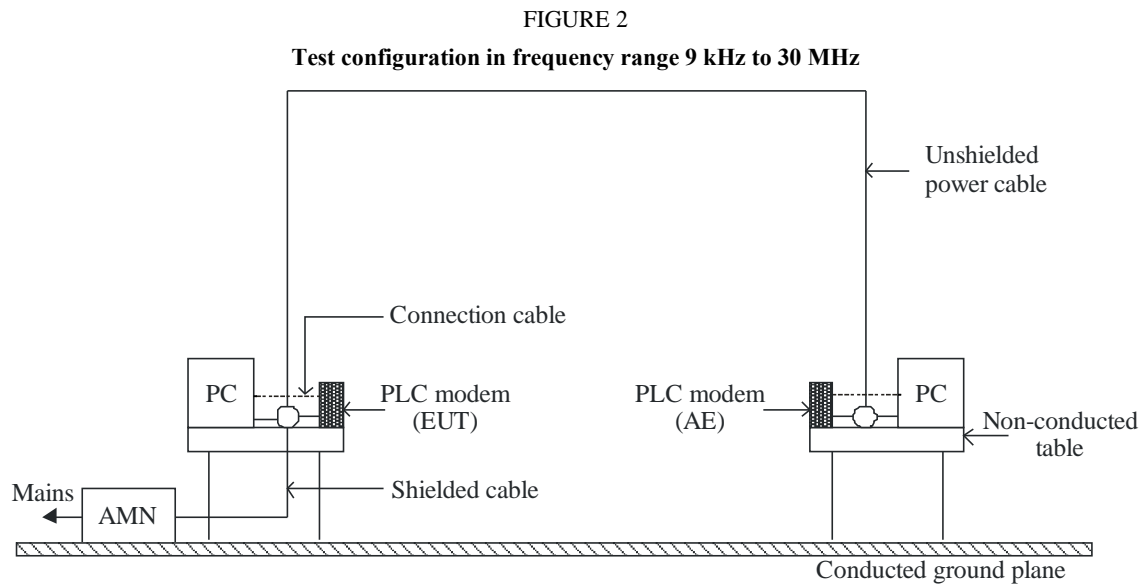 FIGURE 2
Test configuration in frequency range 9 kHz to 30 MHz
Unshielded
power cable
Connection cable
PC
PLC modem
(EUT)
PLC modem
(AE)
PC
Non-conducted
table
Mains
AMN
Shielded cable
Conducted ground plane